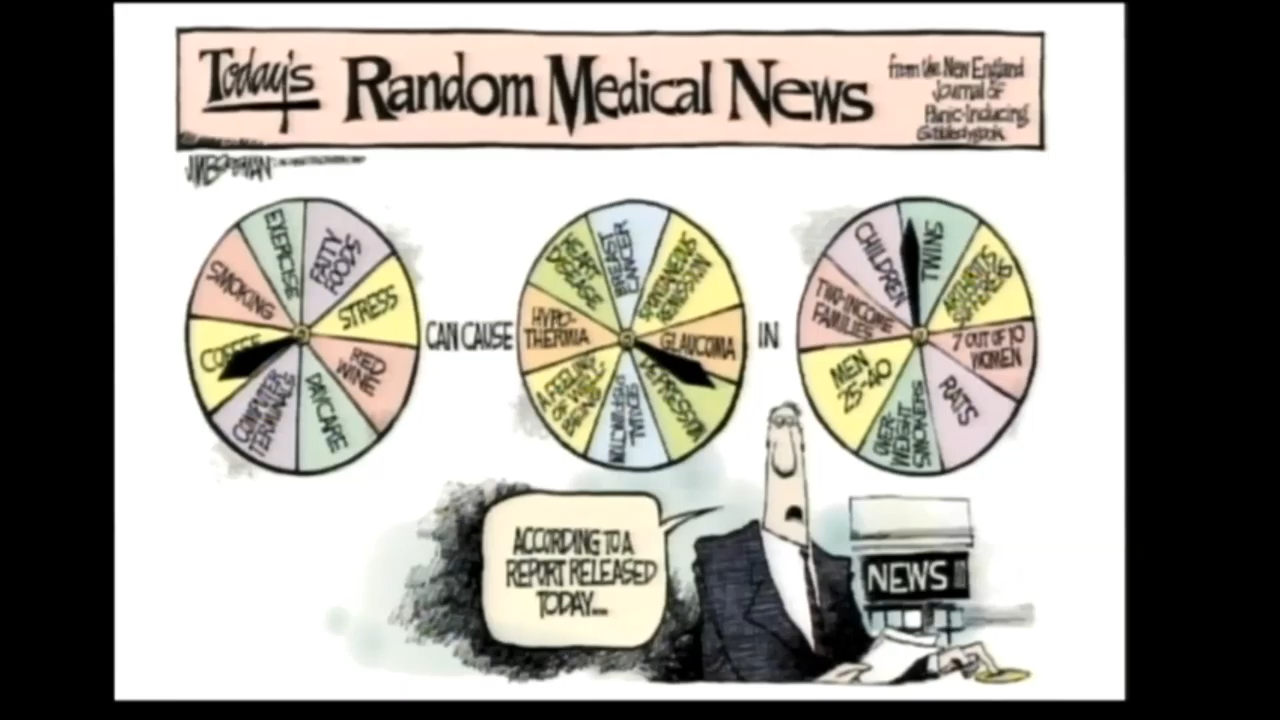 Today's Random Medical News
from the New England
Journal of
Panic-Inducing
Gobbledygook
EXERCISE
FATTY
FOODS
STRESS
RED
WINE
DAYCARE
COMPUTER
TERMINALS
COFFEE
SMOKING
CAN CAUSE
HEART
DISEASE
BREAST
CANCER
SPONTANEOUS
REMISSION
GLAUCOMA
DEPRESSION
SEXUAL
DYSFUNCTION
A FEELING
OF WELL-
BEING
HYPO-
THERMIA
IN
CHILDREN
TWINS
ARTHRITIS
SUFFERERS
7 OUT OF 10
WOMEN
RATS
OVER-
WEIGHT
SMOKERS
MEN
25-40
TWO-INCOME
FAMILIES
ACCORDING TO A
REPORT RELEASED
TODAY...
NEWS